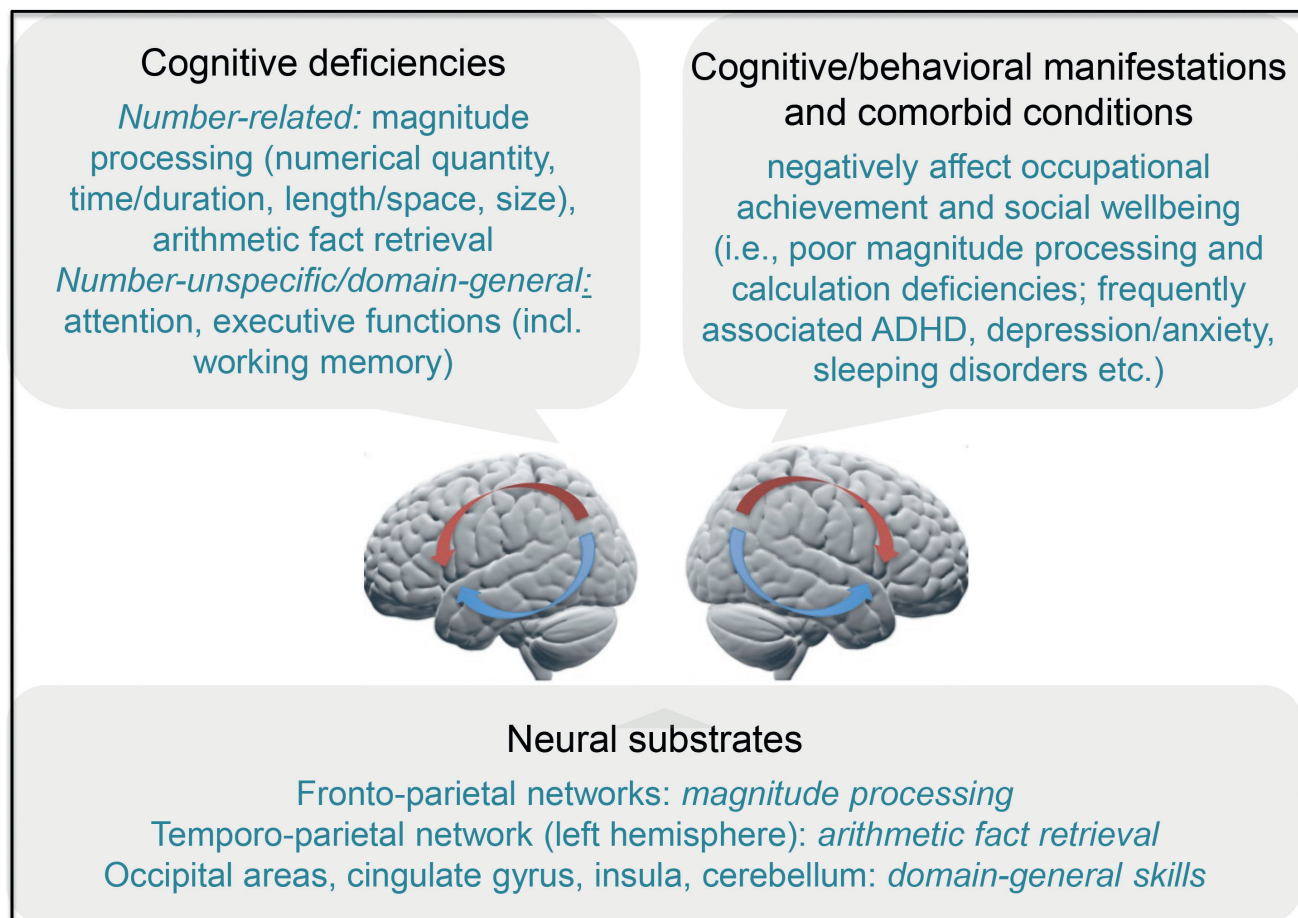 Cognitive deficiencies
Number-related: magnitude
processing (numerical quantity,
time/duration, length/space, size),
arithmetic fact retrieval
Number-unspecific/domain-general:
attention, executive functions (incl.
working memory)
Cognitive/behavioral manifestations
and comorbid conditions
negatively affect occupational
achievement and social wellbeing
(i.e., poor magnitude processing and
calculation deficiencies; frequently
associated ADHD, depression/anxiety,
sleeping disorders etc.)
Neural substrates
Fronto-parietal networks: magnitude processing
Temporo-parietal network (left hemisphere): arithmetic fact retrieval
Occipital areas, cingulate gyrus, insula, cerebellum: domain-general skills